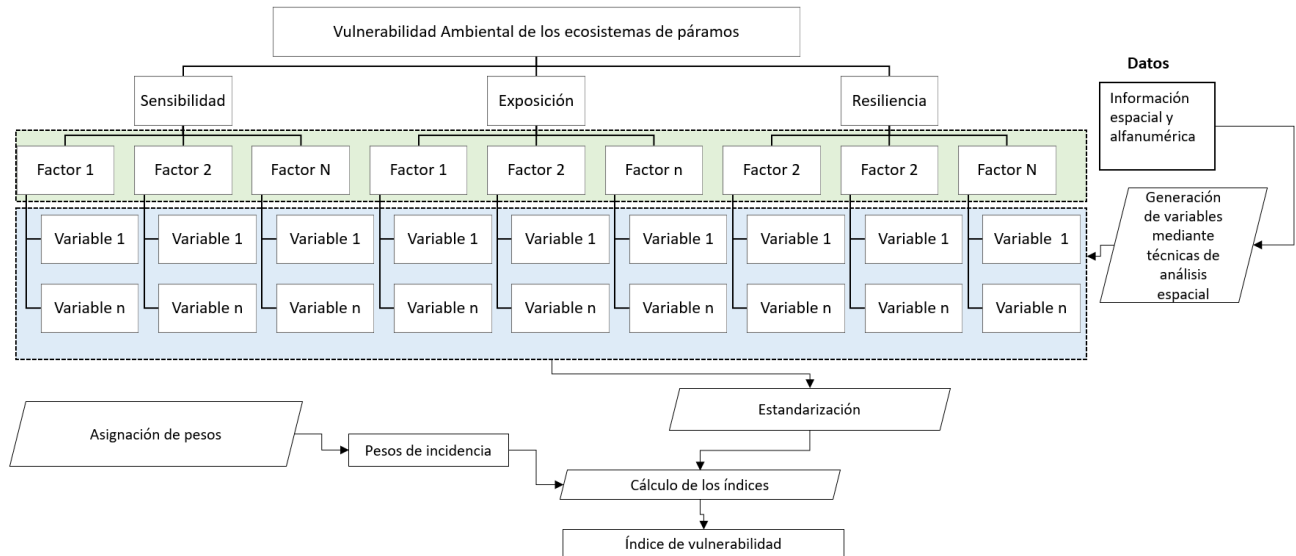 Vulnerabilidad Ambiental de los ecosistemas de páramos
Sensibilidad
Exposición
Resiliencia
Datos
Información
espacial y
alfanumérica
Factor 1
Factor 2
Factor N
Factor 1
Factor 2
Factor n
Factor 2
Factor 2
Factor N
Generación
de variables
mediante
técnicas de
análisis
espacial
Variable 1
Variable 1
Variable 1
Variable 1
Variable 1
Variable 1
Variable 1
Variable 1
Variable 1
Variable n
Variable n
Variable n
Variable n
Variable n
Variable n
Variable n
Variable n
Variable n
Estandarización
Asignación de pesos
Pesos de incidencia
Cálculo de los índices
Índice de vulnerabilidad